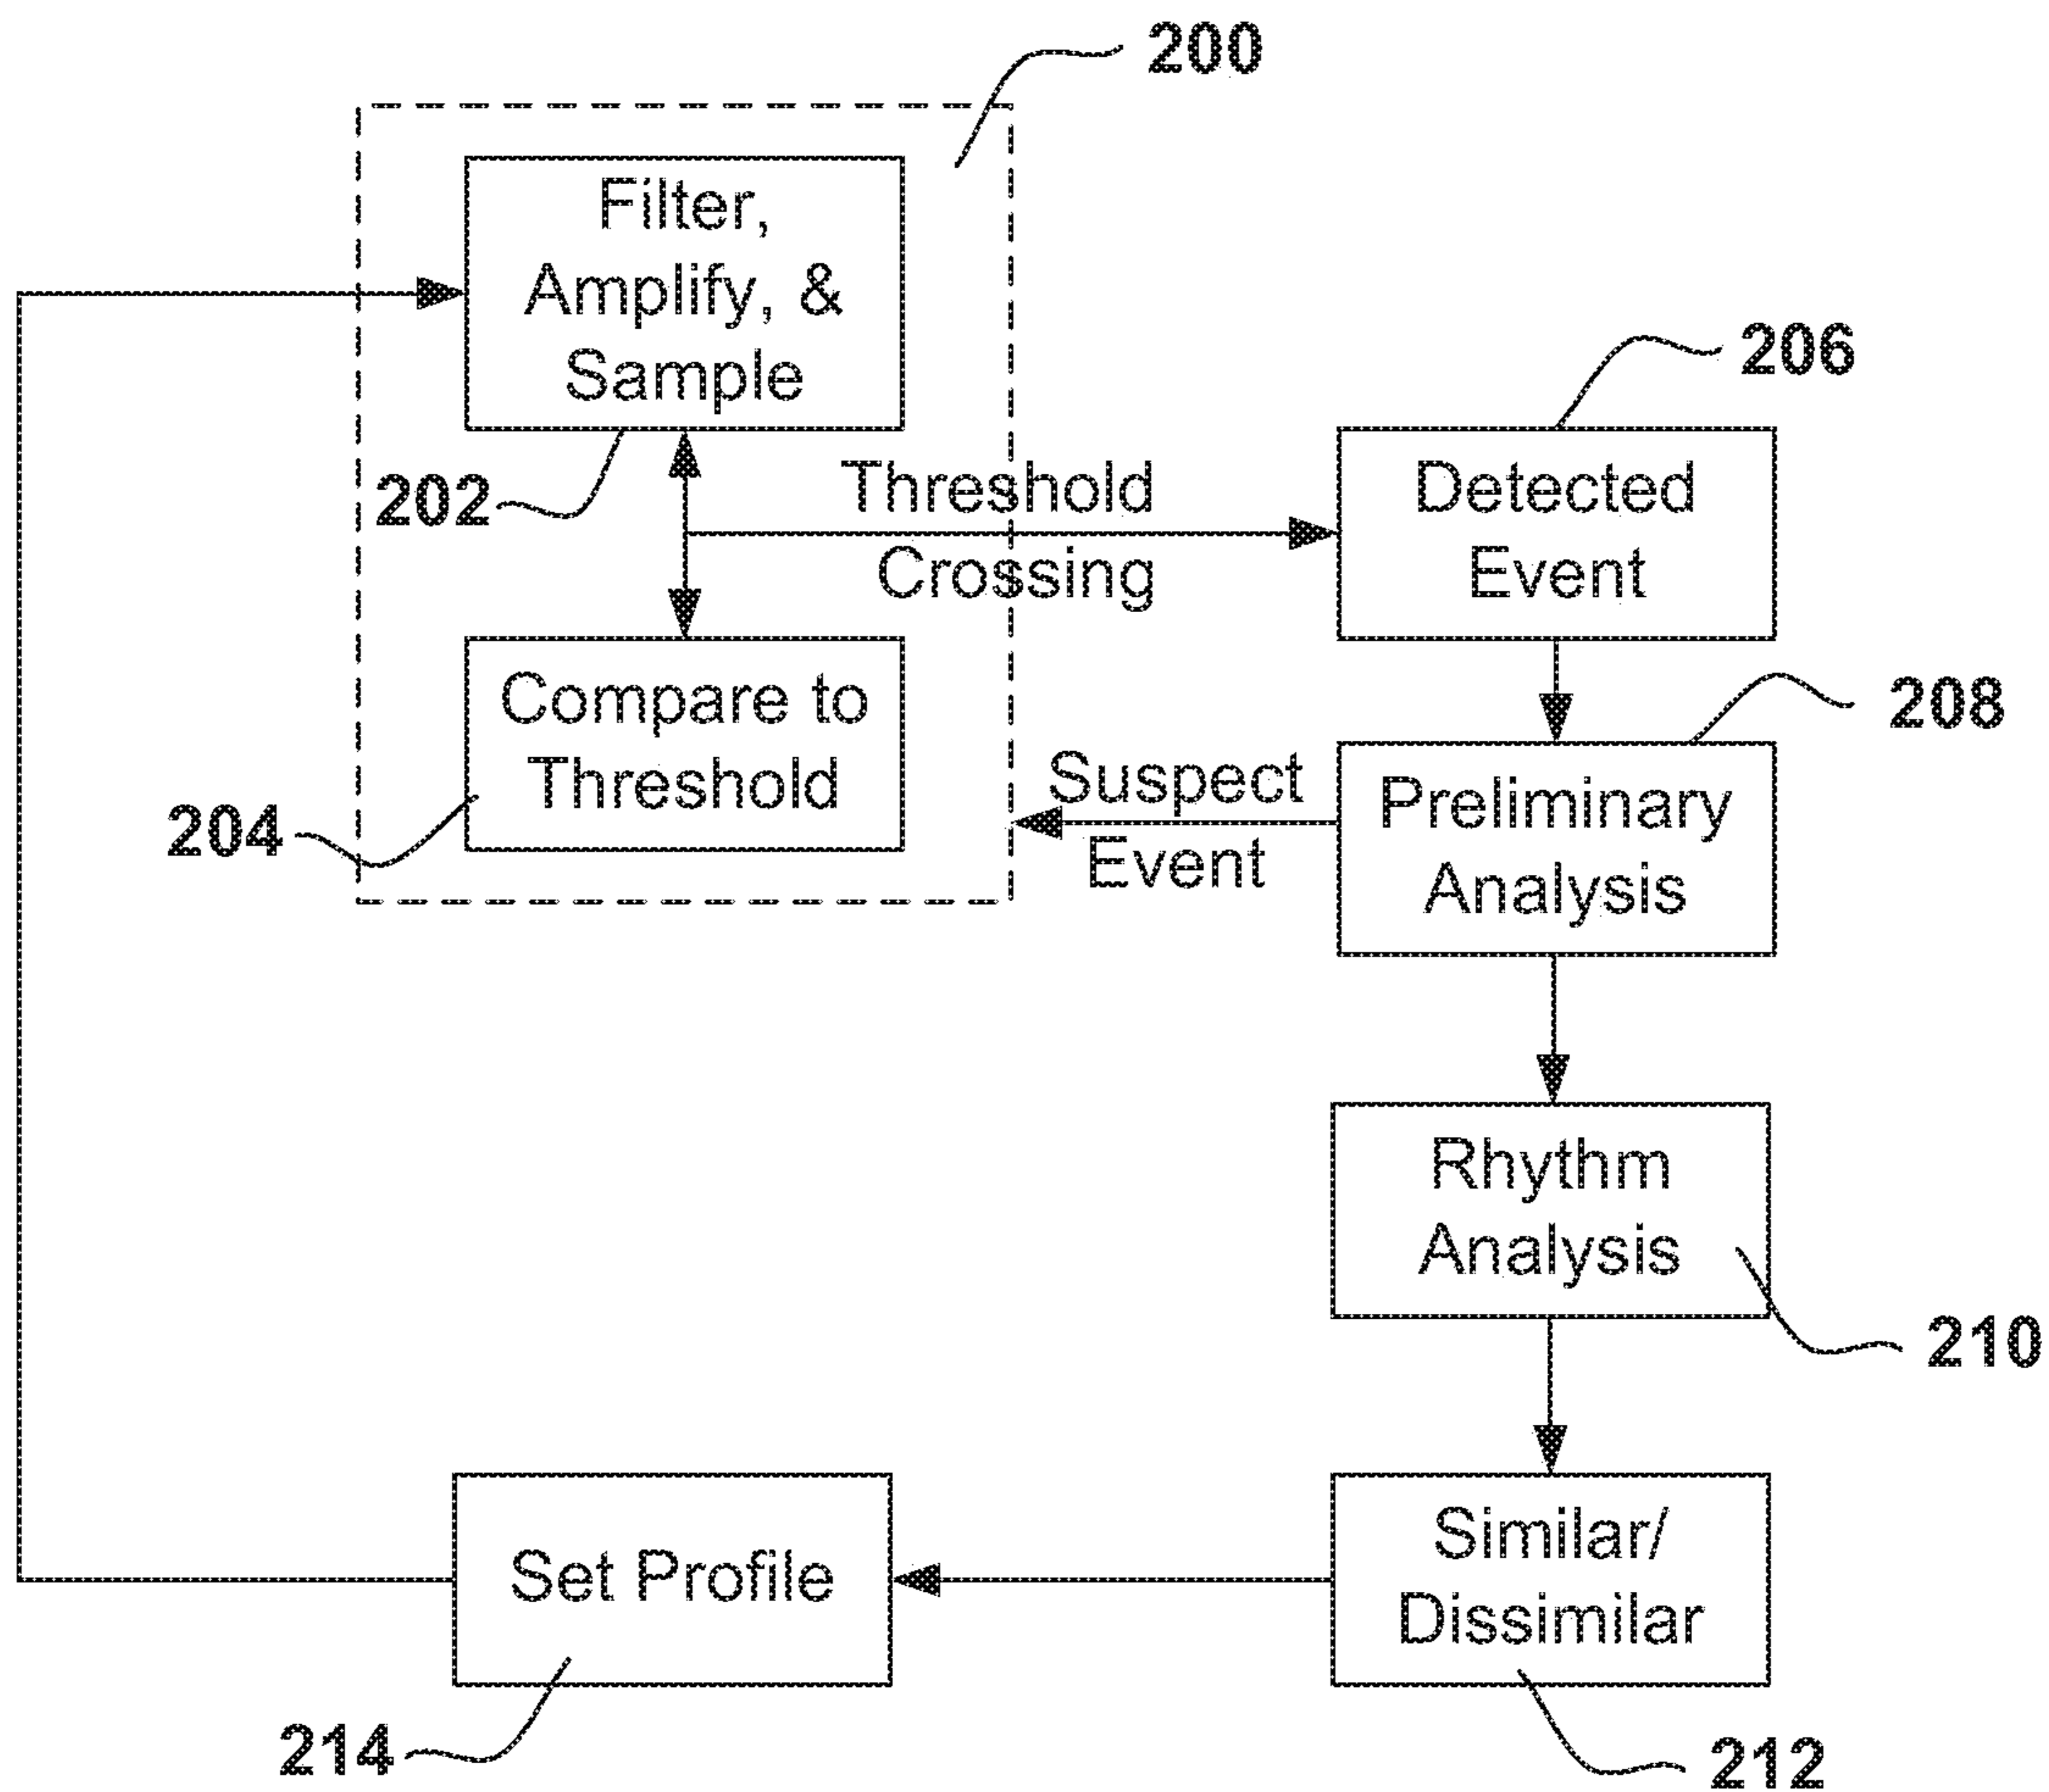 200
Filter,
Amplify, &
Sample
202
Threshold
Crossing
206
Detected
Event
Compare to
Threshold
204
208
Suspect
Event
Preliminary
Analysis
Rhythm
Analysis
210
Similar/
Dissimilar
212
Set Profile
214